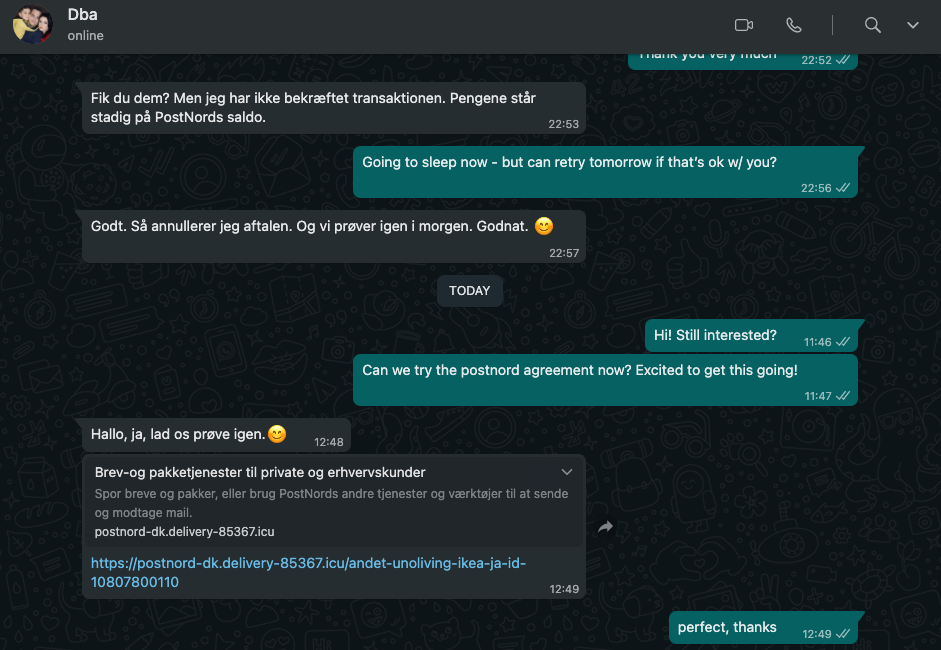 Dba
online
Thank you very much
22:52
Fik du dem? Men jeg har ikke bekræftet transaktionen. Pengene står
stadig på PostNords saldo.
22:53
Going to sleep now - but can retry tomorrow if that's ok w/ you?
22:56
Godt. Så annullerer jeg aftalen. Og vi prøver igen i morgen. Godnat. 😊
22:57
TODAY
Hi! Still interested?
11:46
Can we try the postnord agreement now? Excited to get this going!
11:47
Hallo, ja, lad os prøve igen.😊
12:48
Brev-og pakketjenester til private og erhvervskunder
Spor breve og pakker, eller brug PostNords andre tjenester og værktøjer til at sende
og modtage mail.
postnord-dk.delivery-85367.icu
https://postnord-dk.delivery-85367.icu/andet-unoliving-ikea-ja-id-
10807800110
12:49
perfect, thanks
12:49